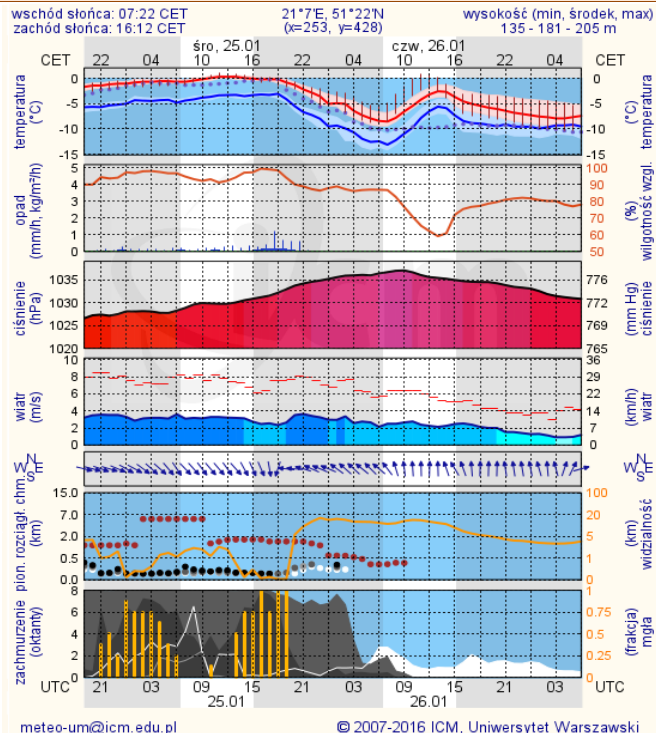 wschód słońca: 07:22 CET 21°7'E, 51°22'N wysokość (min, środek, max)
zachód słońca: 16:12 CET (x=253, y=428) 135 - 181 - 205 m
śro, 25.01 czw, 26.01
CET 22 04 10 16 22 04 10 16 22 04 CET
temperatura (°C) 0 -5 -10 -15 0 -5 -10 -15 temperatura (°C)
opad (mm/h, kg/m²/h) 5 4 3 2 1 0 100 90 80 70 60 50 (%) wilgotność wzgl.
ciśnienie (hPa) 1035 1030 1025 1020 776 772 769 765 (mm Hg) ciśnienie
wiatr (m/s) 10 8 6 4 2 0 36 29 22 14 7 0 (km/h) wiatr
N W E S N W E S
pion. rozciągł. chm. (km) 15.0 7.0 2.0 0.5 0.0 100 20 5 1 0 (km) widzialność
zachmurzenie (oktanty) 8 6 4 2 0 1 0.75 0.5 0.25 0 (frakcja) mgła
UTC 21 03 09 15 21 03 09 15 21 03 UTC
25.01 26.01
meteo-um@icm.edu.pl © 2007-2016 ICM, Uniwersytet Warszawski